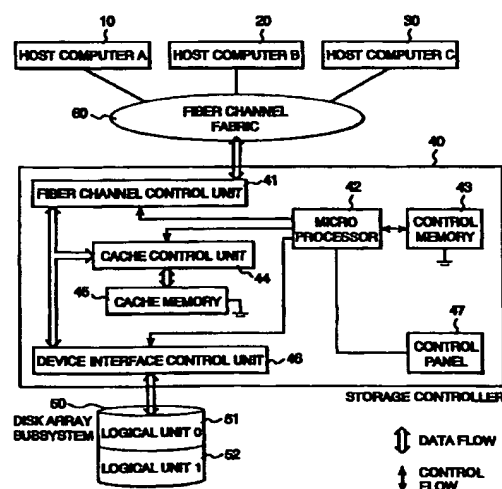 10
20
30
HOST COMPUTER A
HOST COMPUTER B
HOST COMPUTER C
60
FIBER CHANNEL
FABRIC
40
FIBER CHANNEL CONTROL UNIT
41
42
MICRO
PROCESSOR
43
CONTROL
MEMORY
CACHE CONTROL UNIT
44
45
CACHE MEMORY
47
CONTROL
PANEL
DEVICE INTERFACE CONTROL UNIT
46
STORAGE CONTROLLER
50
DISK ARRAY
SUBSYSTEM
51
LOGICAL UNIT 0
52
LOGICAL UNIT 1
DATA FLOW
CONTROL
FLOW